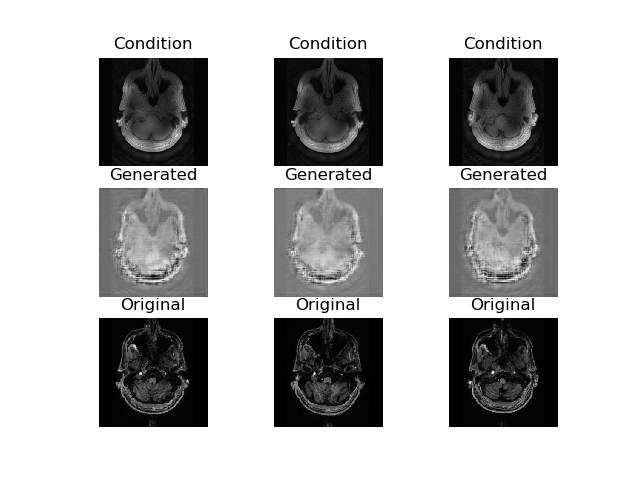 Condition Condition Condition
Generated Generated Generated
Original Original Original